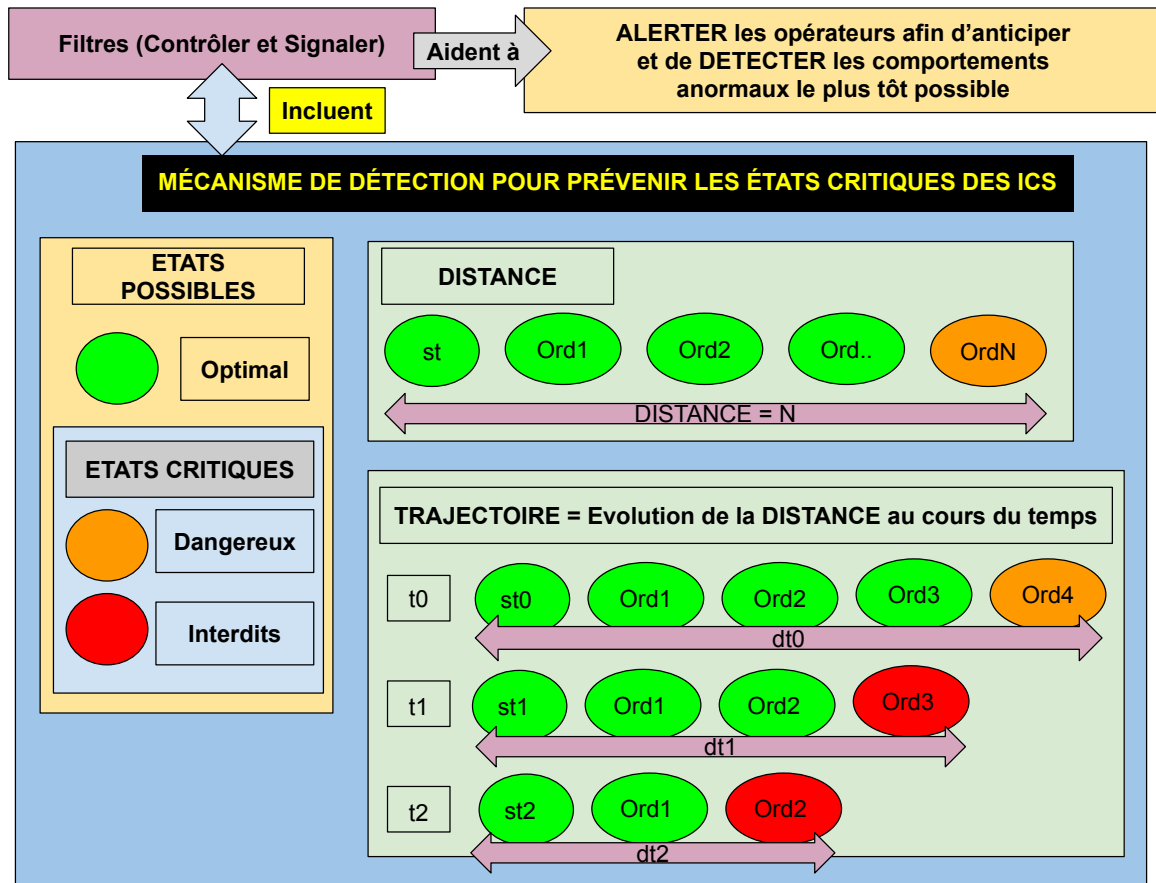 Filtres (Contrôler et Signaler)
Aident à
ALERTER les opérateurs afin d'anticiper
et de DETECTER les comportements
anormaux le plus tôt possible
Incluent
MÉCANISME DE DÉTECTION POUR PRÉVENIR LES ÉTATS CRITIQUES DES ICS
ETATS
POSSIBLES
Optimal
ETATS CRITIQUES
Dangereux
Interdits
DISTANCE
st Ord1 Ord2 Ord.. OrdN
DISTANCE = N
TRAJECTOIRE = Evolution de la DISTANCE au cours du temps
t0 st0 Ord1 Ord2 Ord3 Ord4
dt0
t1 st1 Ord1 Ord2 Ord3
dt1
t2 st2 Ord1 Ord2
dt2